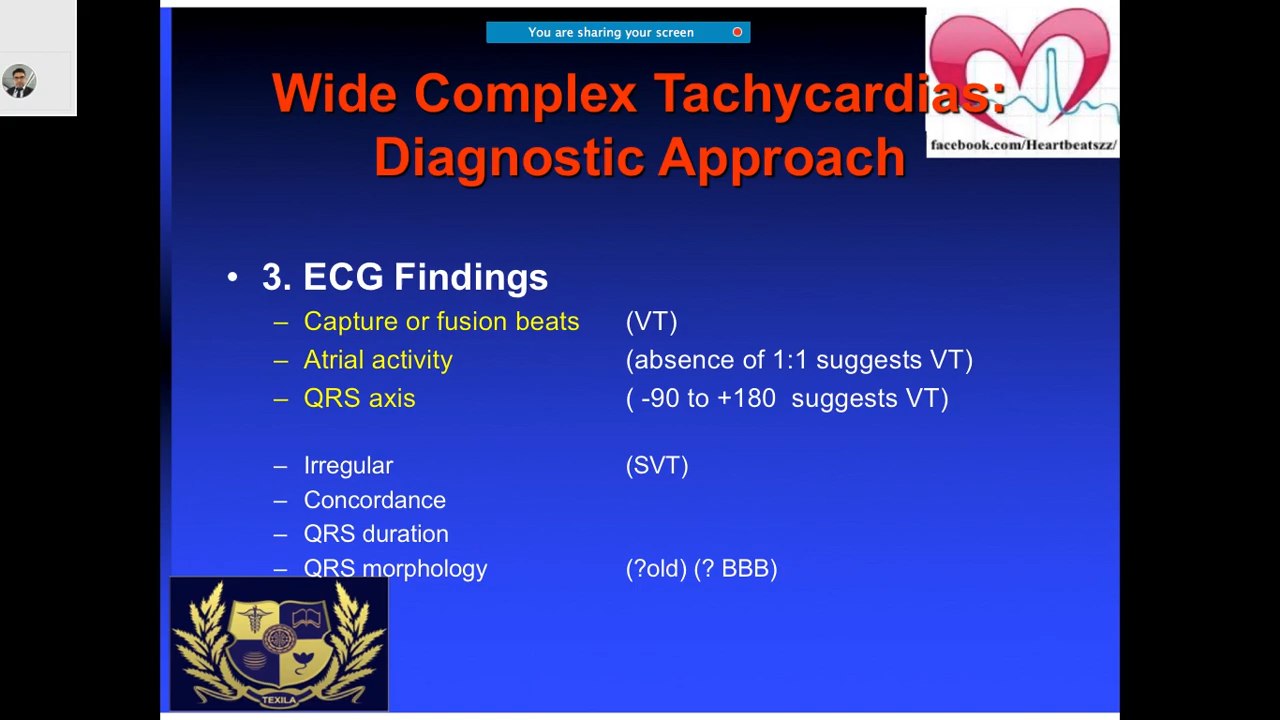 You are sharing your screen
Wide Complex Tachycardias:
Diagnostic Approach
facebook.com/Heartbeatszz/
• 3. ECG Findings
– Capture or fusion beats (VT)
– Atrial activity (absence of 1:1 suggests VT)
– QRS axis ( -90 to +180 suggests VT)
– Irregular (SVT)
– Concordance
– QRS duration
– QRS morphology (?old) (? BBB)
TEXILA